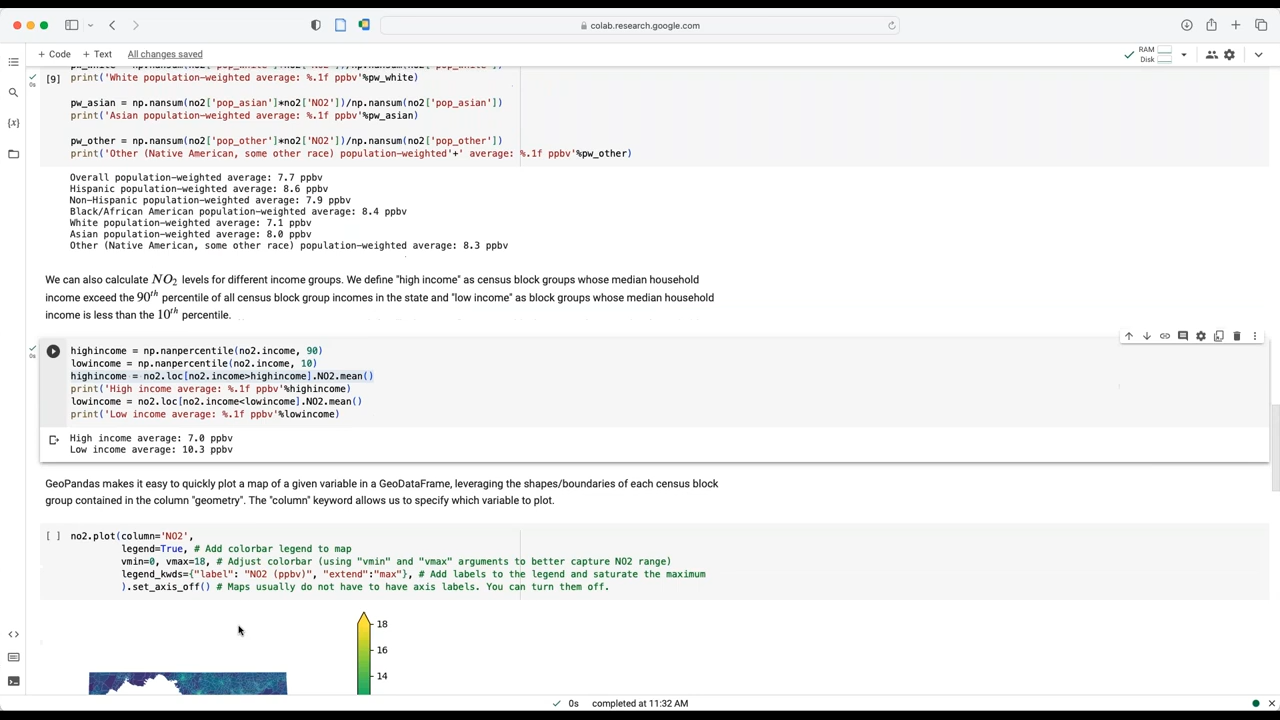 colab.research.google.com
+ Code + Text All changes saved
RAM
Disk
[9]
0s
print('White population-weighted average: %.1f ppbv'%pw_white)
pw_asian = np.nansum(no2['pop_asian']*no2['NO2'])/np.nansum(no2['pop_asian'])
print('Asian population-weighted average: %.1f ppbv'%pw_asian)
pw_other = np.nansum(no2['pop_other']*no2['NO2'])/np.nansum(no2['pop_other'])
print('Other (Native American, some other race) population-weighted'+' average: %.1f ppbv'%pw_other)
Overall population-weighted average: 7.7 ppbv
Hispanic population-weighted average: 8.6 ppbv
Non-Hispanic population-weighted average: 7.9 ppbv
Black/African American population-weighted average: 8.4 ppbv
White population-weighted average: 7.1 ppbv
Asian population-weighted average: 8.0 ppbv
Other (Native American, some other race) population-weighted average: 8.3 ppbv
We can also calculate NO2 levels for different income groups. We define "high income" as census block groups whose median household
income exceed the 90th percentile of all census block group incomes in the state and "low income" as block groups whose median household
income is less than the 10th percentile.
0s
highincome = np.nanpercentile(no2.income, 90)
lowincome = np.nanpercentile(no2.income, 10)
highincome = no2.loc[no2.income>highincome].NO2.mean()
print('High income average: %.1f ppbv'%highincome)
lowincome = no2.loc[no2.income<lowincome].NO2.mean()
print('Low income average: %.1f ppbv'%lowincome)
High income average: 7.0 ppbv
Low income average: 10.3 ppbv
GeoPandas makes it easy to quickly plot a map of a given variable in a GeoDataFrame, leveraging the shapes/boundaries of each census block
group contained in the column "geometry". The "column" keyword allows us to specify which variable to plot.
[ ] no2.plot(column='NO2',
legend=True, # Add colorbar legend to map
vmin=0, vmax=18, # Adjust colorbar (using "vmin" and "vmax" arguments to better capture NO2 range)
legend_kwds={"label": "NO2 (ppbv)", "extend":"max"}, # Add labels to the legend and saturate the maximum
).set_axis_off() # Maps usually do not have to have axis labels. You can turn them off.
18
16
14
0s completed at 11:32 AM